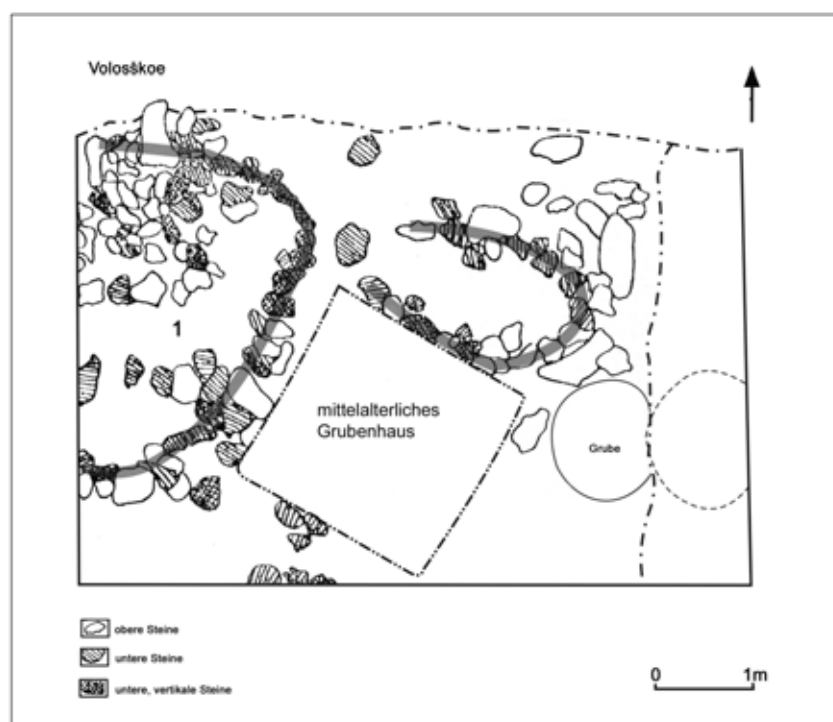 Vološkoe
1
mittelalterliches
Grubenhaus
Grube
obere Steine
untere Steine
untere, vertikale Steine
0 1m